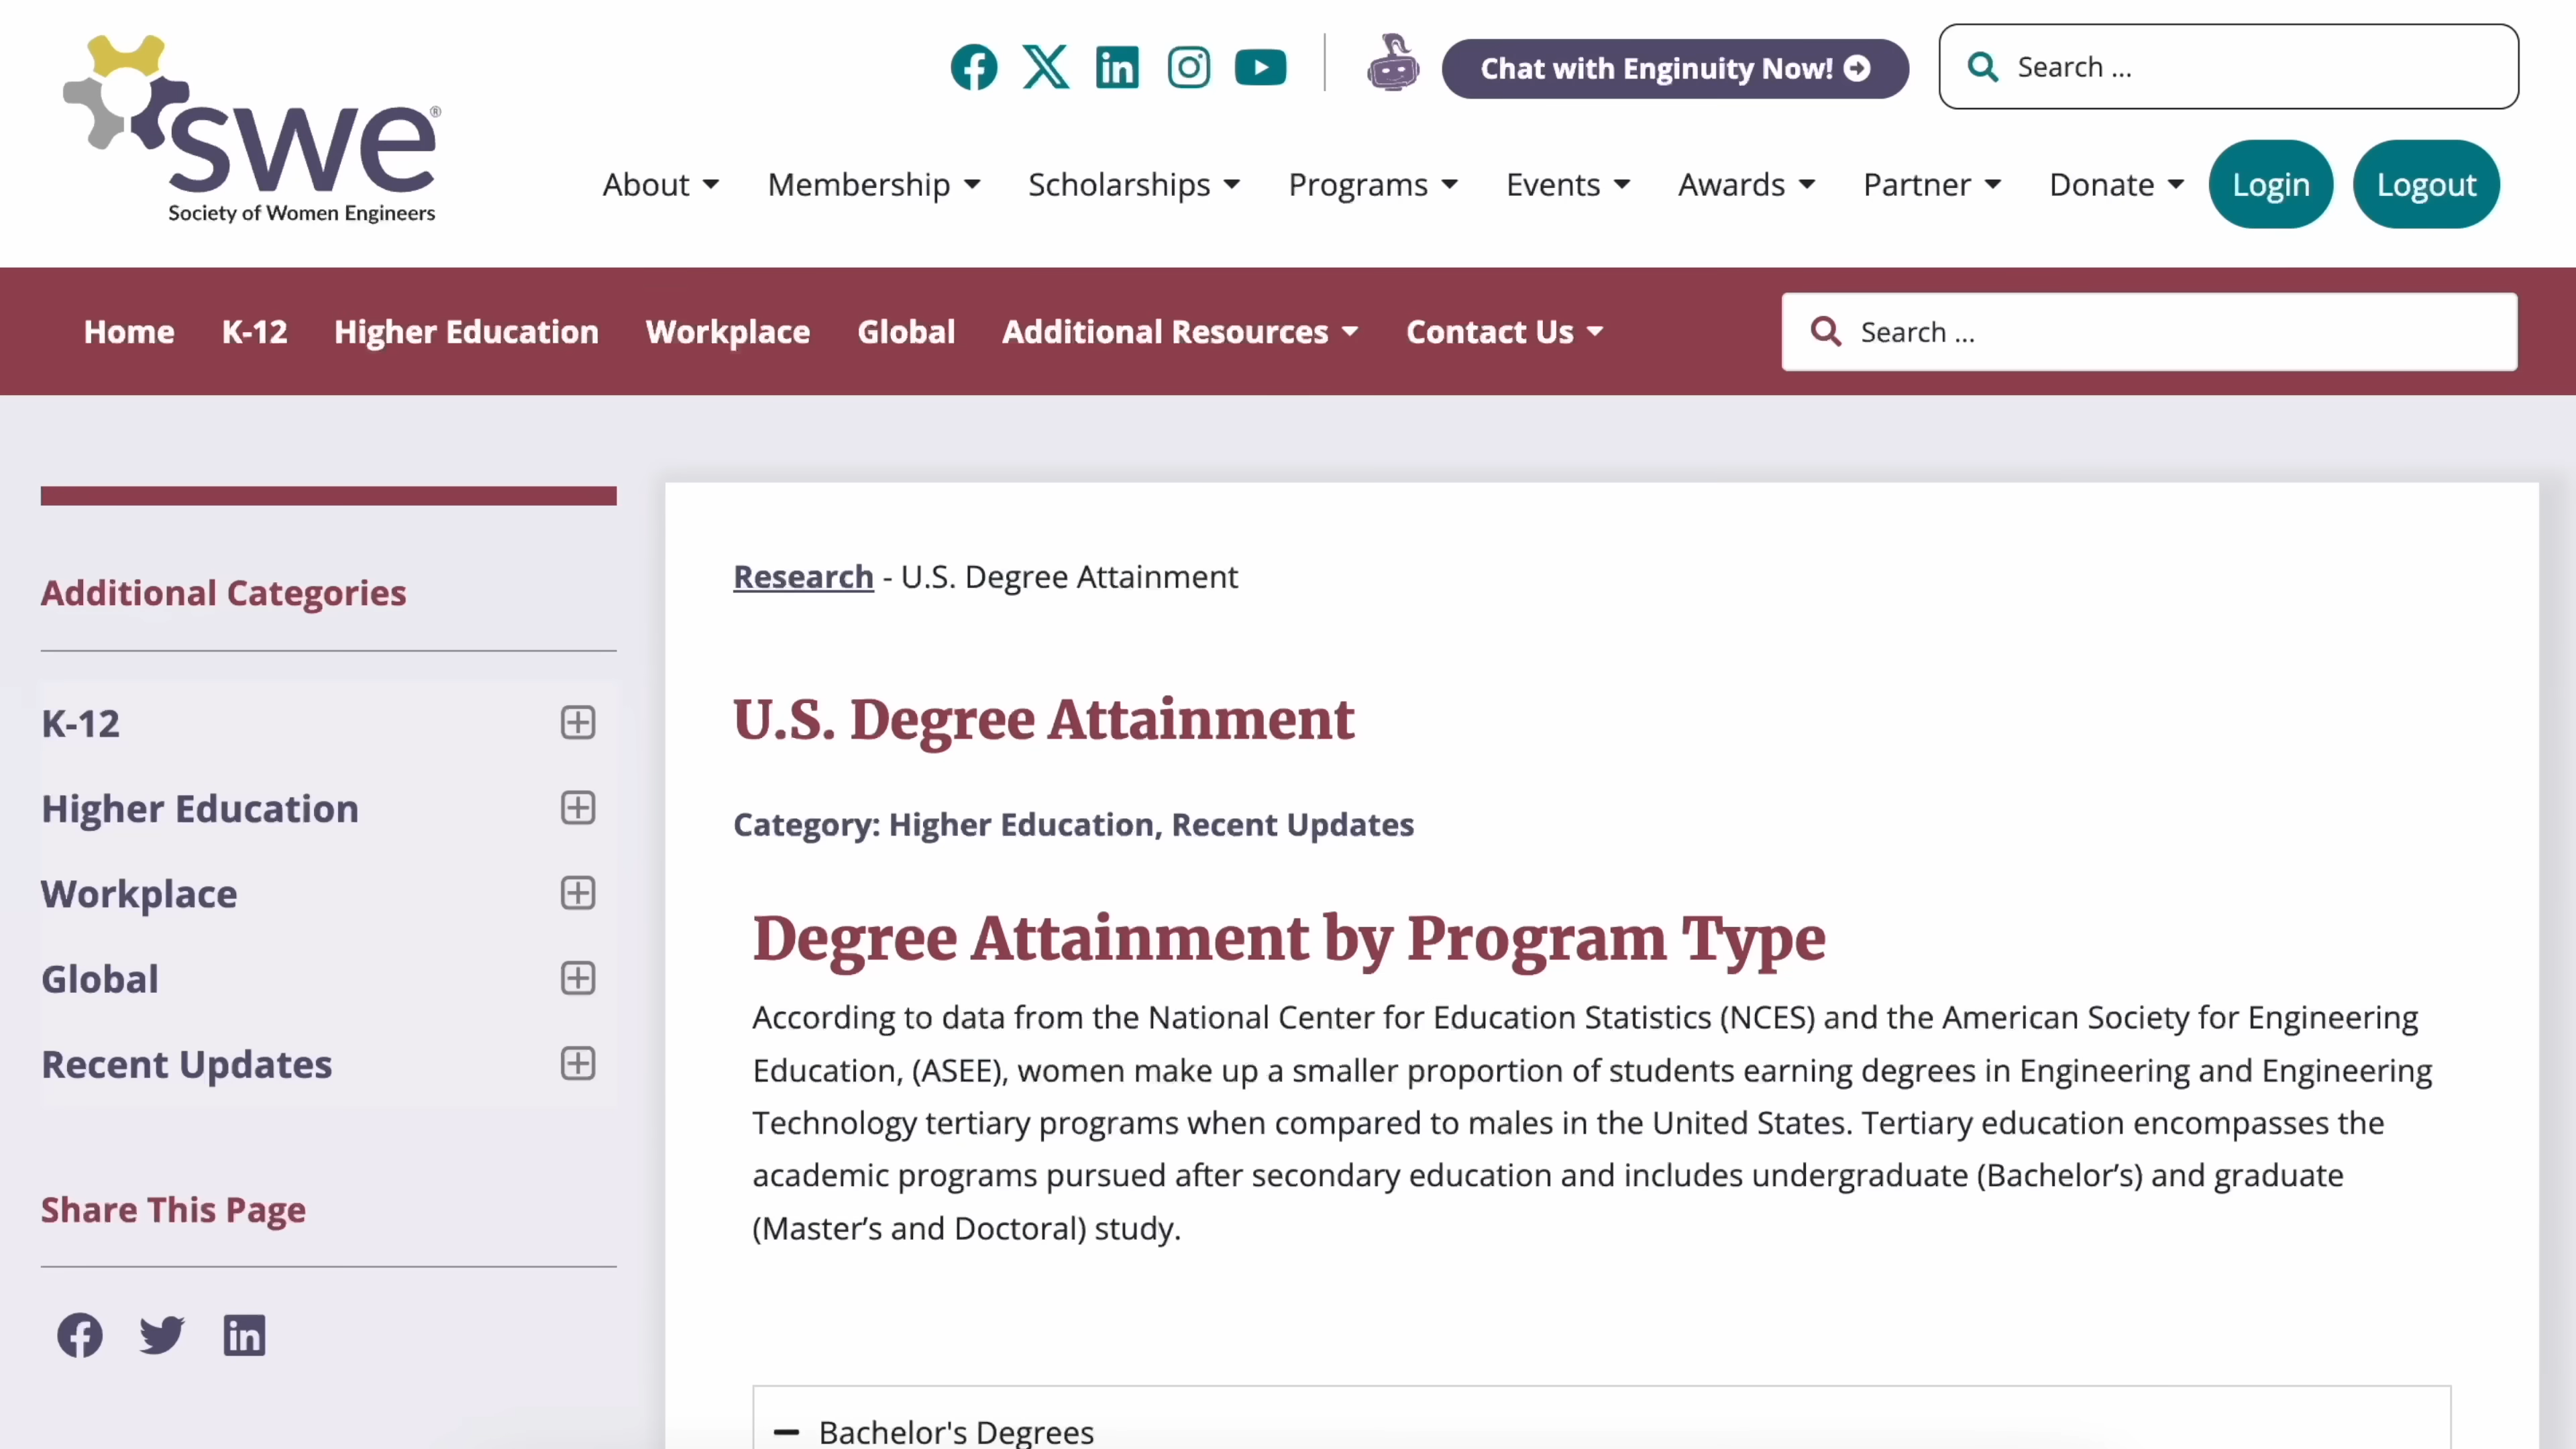 swe®
Society of Women Engineers
Chat with Enginuity Now!
Search ...
About
Membership
Scholarships
Programs
Events
Awards
Partner
Donate
Login
Logout
Home
K-12
Higher Education
Workplace
Global
Additional Resources
Contact Us
Search ...
Additional Categories
K-12
Higher Education
Workplace
Global
Recent Updates
Share This Page
Research - U.S. Degree Attainment
U.S. Degree Attainment
Category: Higher Education, Recent Updates
Degree Attainment by Program Type
According to data from the National Center for Education Statistics (NCES) and the American Society for Engineering
Education, (ASEE), women make up a smaller proportion of students earning degrees in Engineering and Engineering
Technology tertiary programs when compared to males in the United States. Tertiary education encompasses the
academic programs pursued after secondary education and includes undergraduate (Bachelor’s) and graduate
(Master’s and Doctoral) study.
Bachelor's Degrees